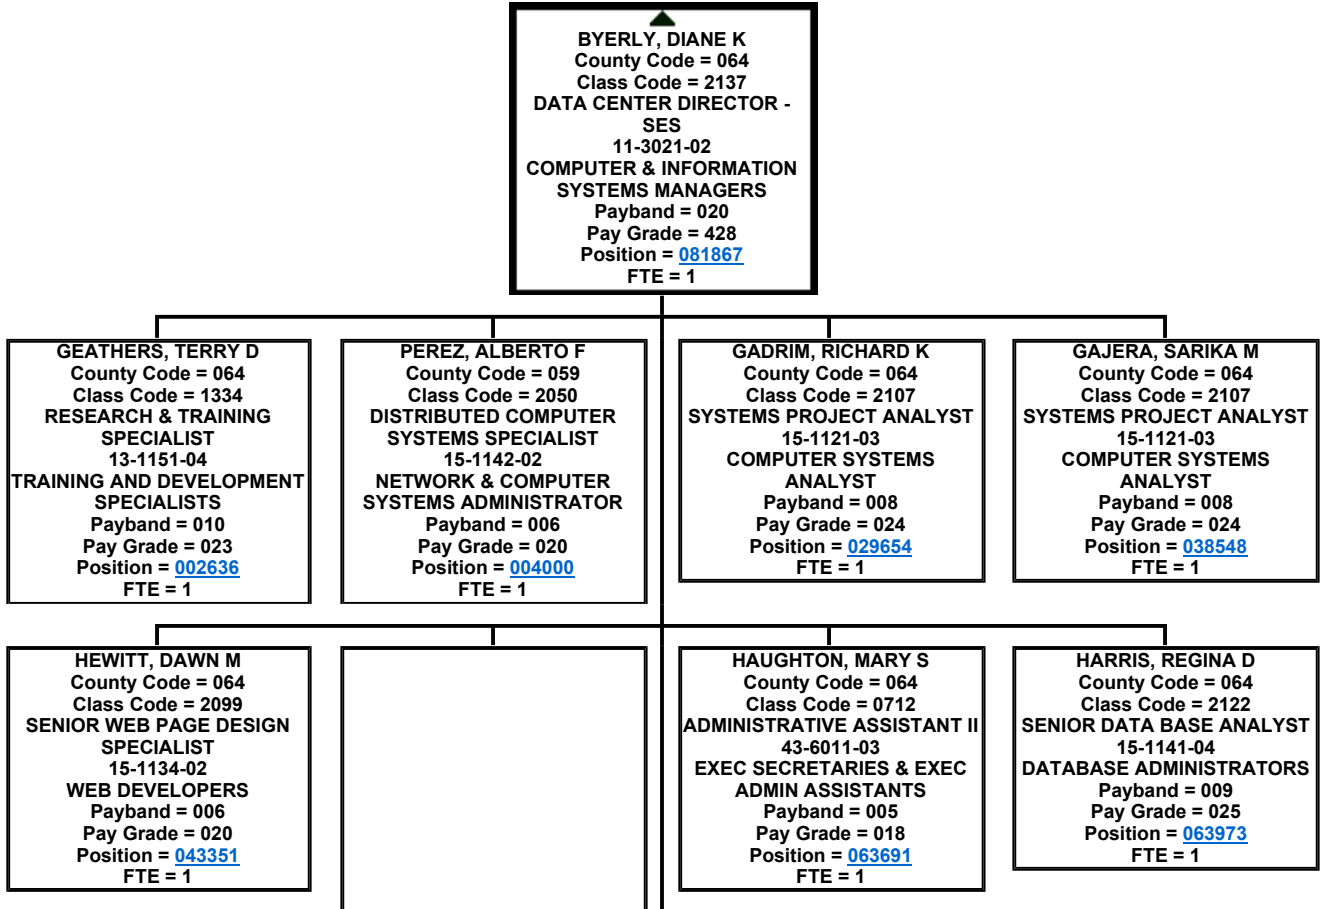 BYERLY, DIANE K
County Code = 064
Class Code = 2137
DATA CENTER DIRECTOR -
SES
11-3021-02
COMPUTER & INFORMATION
SYSTEMS MANAGERS
Payband = 020
Pay Grade = 428
Position = 081867
FTE = 1
GEATHERS, TERRY D
County Code = 064
Class Code = 1334
RESEARCH & TRAINING
SPECIALIST
13-1151-04
TRAINING AND DEVELOPMENT
SPECIALISTS
Payband = 010
Pay Grade = 023
Position = 002636
FTE = 1
PEREZ, ALBERTO F
County Code = 059
Class Code = 2050
DISTRIBUTED COMPUTER
SYSTEMS SPECIALIST
15-1142-02
NETWORK & COMPUTER
SYSTEMS ADMINISTRATOR
Payband = 006
Pay Grade = 020
Position = 004000
FTE = 1
GADRIM, RICHARD K
County Code = 064
Class Code = 2107
SYSTEMS PROJECT ANALYST
15-1121-03
COMPUTER SYSTEMS
ANALYST
Payband = 008
Pay Grade = 024
Position = 029654
FTE = 1
GAJERA, SARIKA M
County Code = 064
Class Code = 2107
SYSTEMS PROJECT ANALYST
15-1121-03
COMPUTER SYSTEMS
ANALYST
Payband = 008
Pay Grade = 024
Position = 038548
FTE = 1
HEWITT, DAWN M
County Code = 064
Class Code = 2099
SENIOR WEB PAGE DESIGN
SPECIALIST
15-1134-02
WEB DEVELOPERS
Payband = 006
Pay Grade = 020
Position = 043351
FTE = 1
HAUGHTON, MARY S
County Code = 064
Class Code = 0712
ADMINISTRATIVE ASSISTANT II
43-6011-03
EXEC SECRETARIES & EXEC
ADMIN ASSISTANTS
Payband = 005
Pay Grade = 018
Position = 063691
FTE = 1
HARRIS, REGINA D
County Code = 064
Class Code = 2122
SENIOR DATA BASE ANALYST
15-1141-04
DATABASE ADMINISTRATORS
Payband = 009
Pay Grade = 025
Position = 063973
FTE = 1